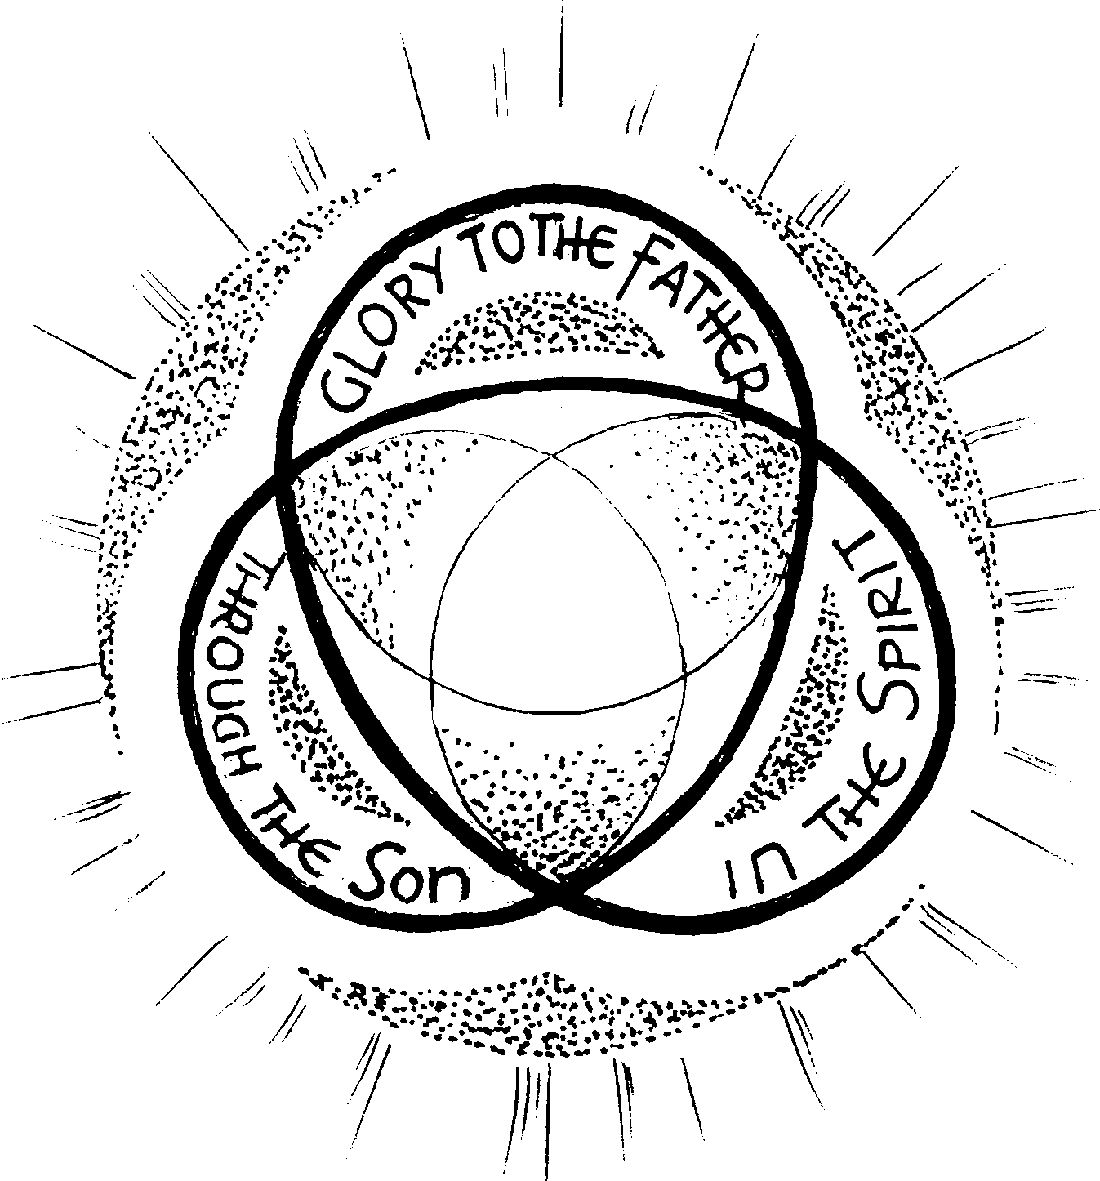 GLORY TO THE FATHER
THROUGH THE SON
IN THE SPIRIT